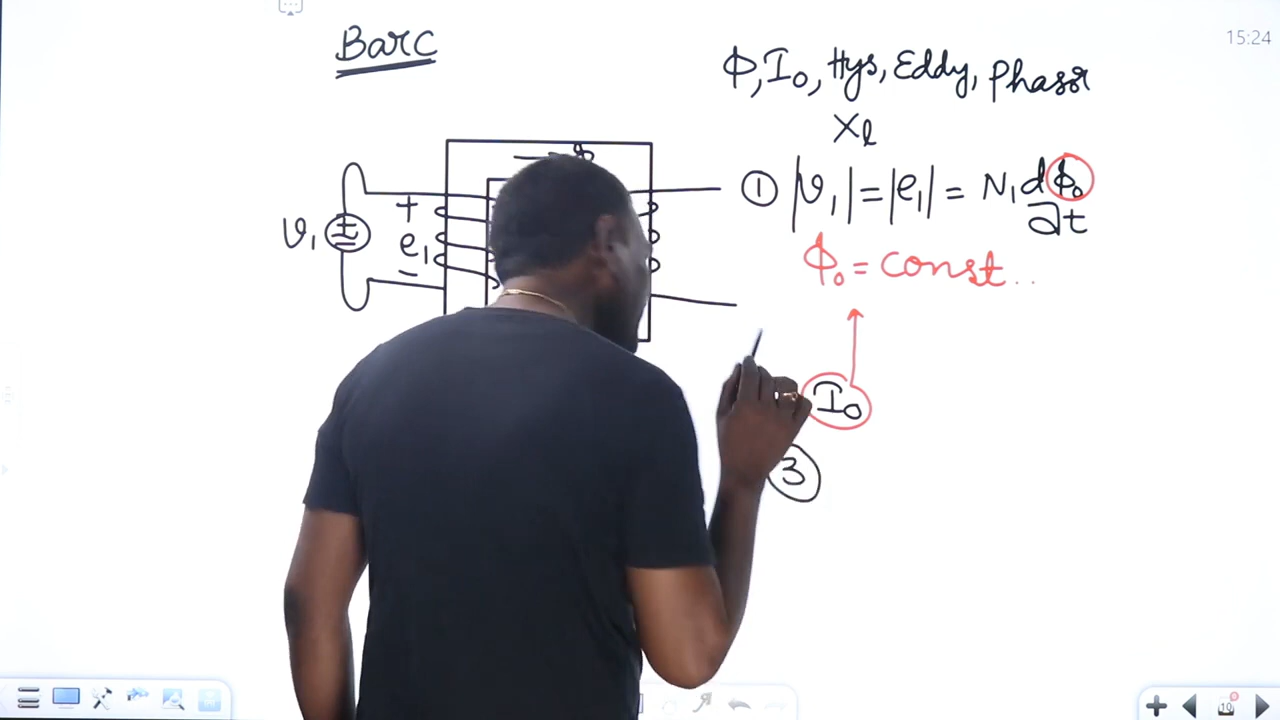 Barc
15:24
Φ, I₀, Hys, Eddy, Phasor
Xl
① |v₁| = |e₁| = N₁ dϕ₀/dt
ϕ₀ = const..
v₁
+
e₁
-
I₀
③
19